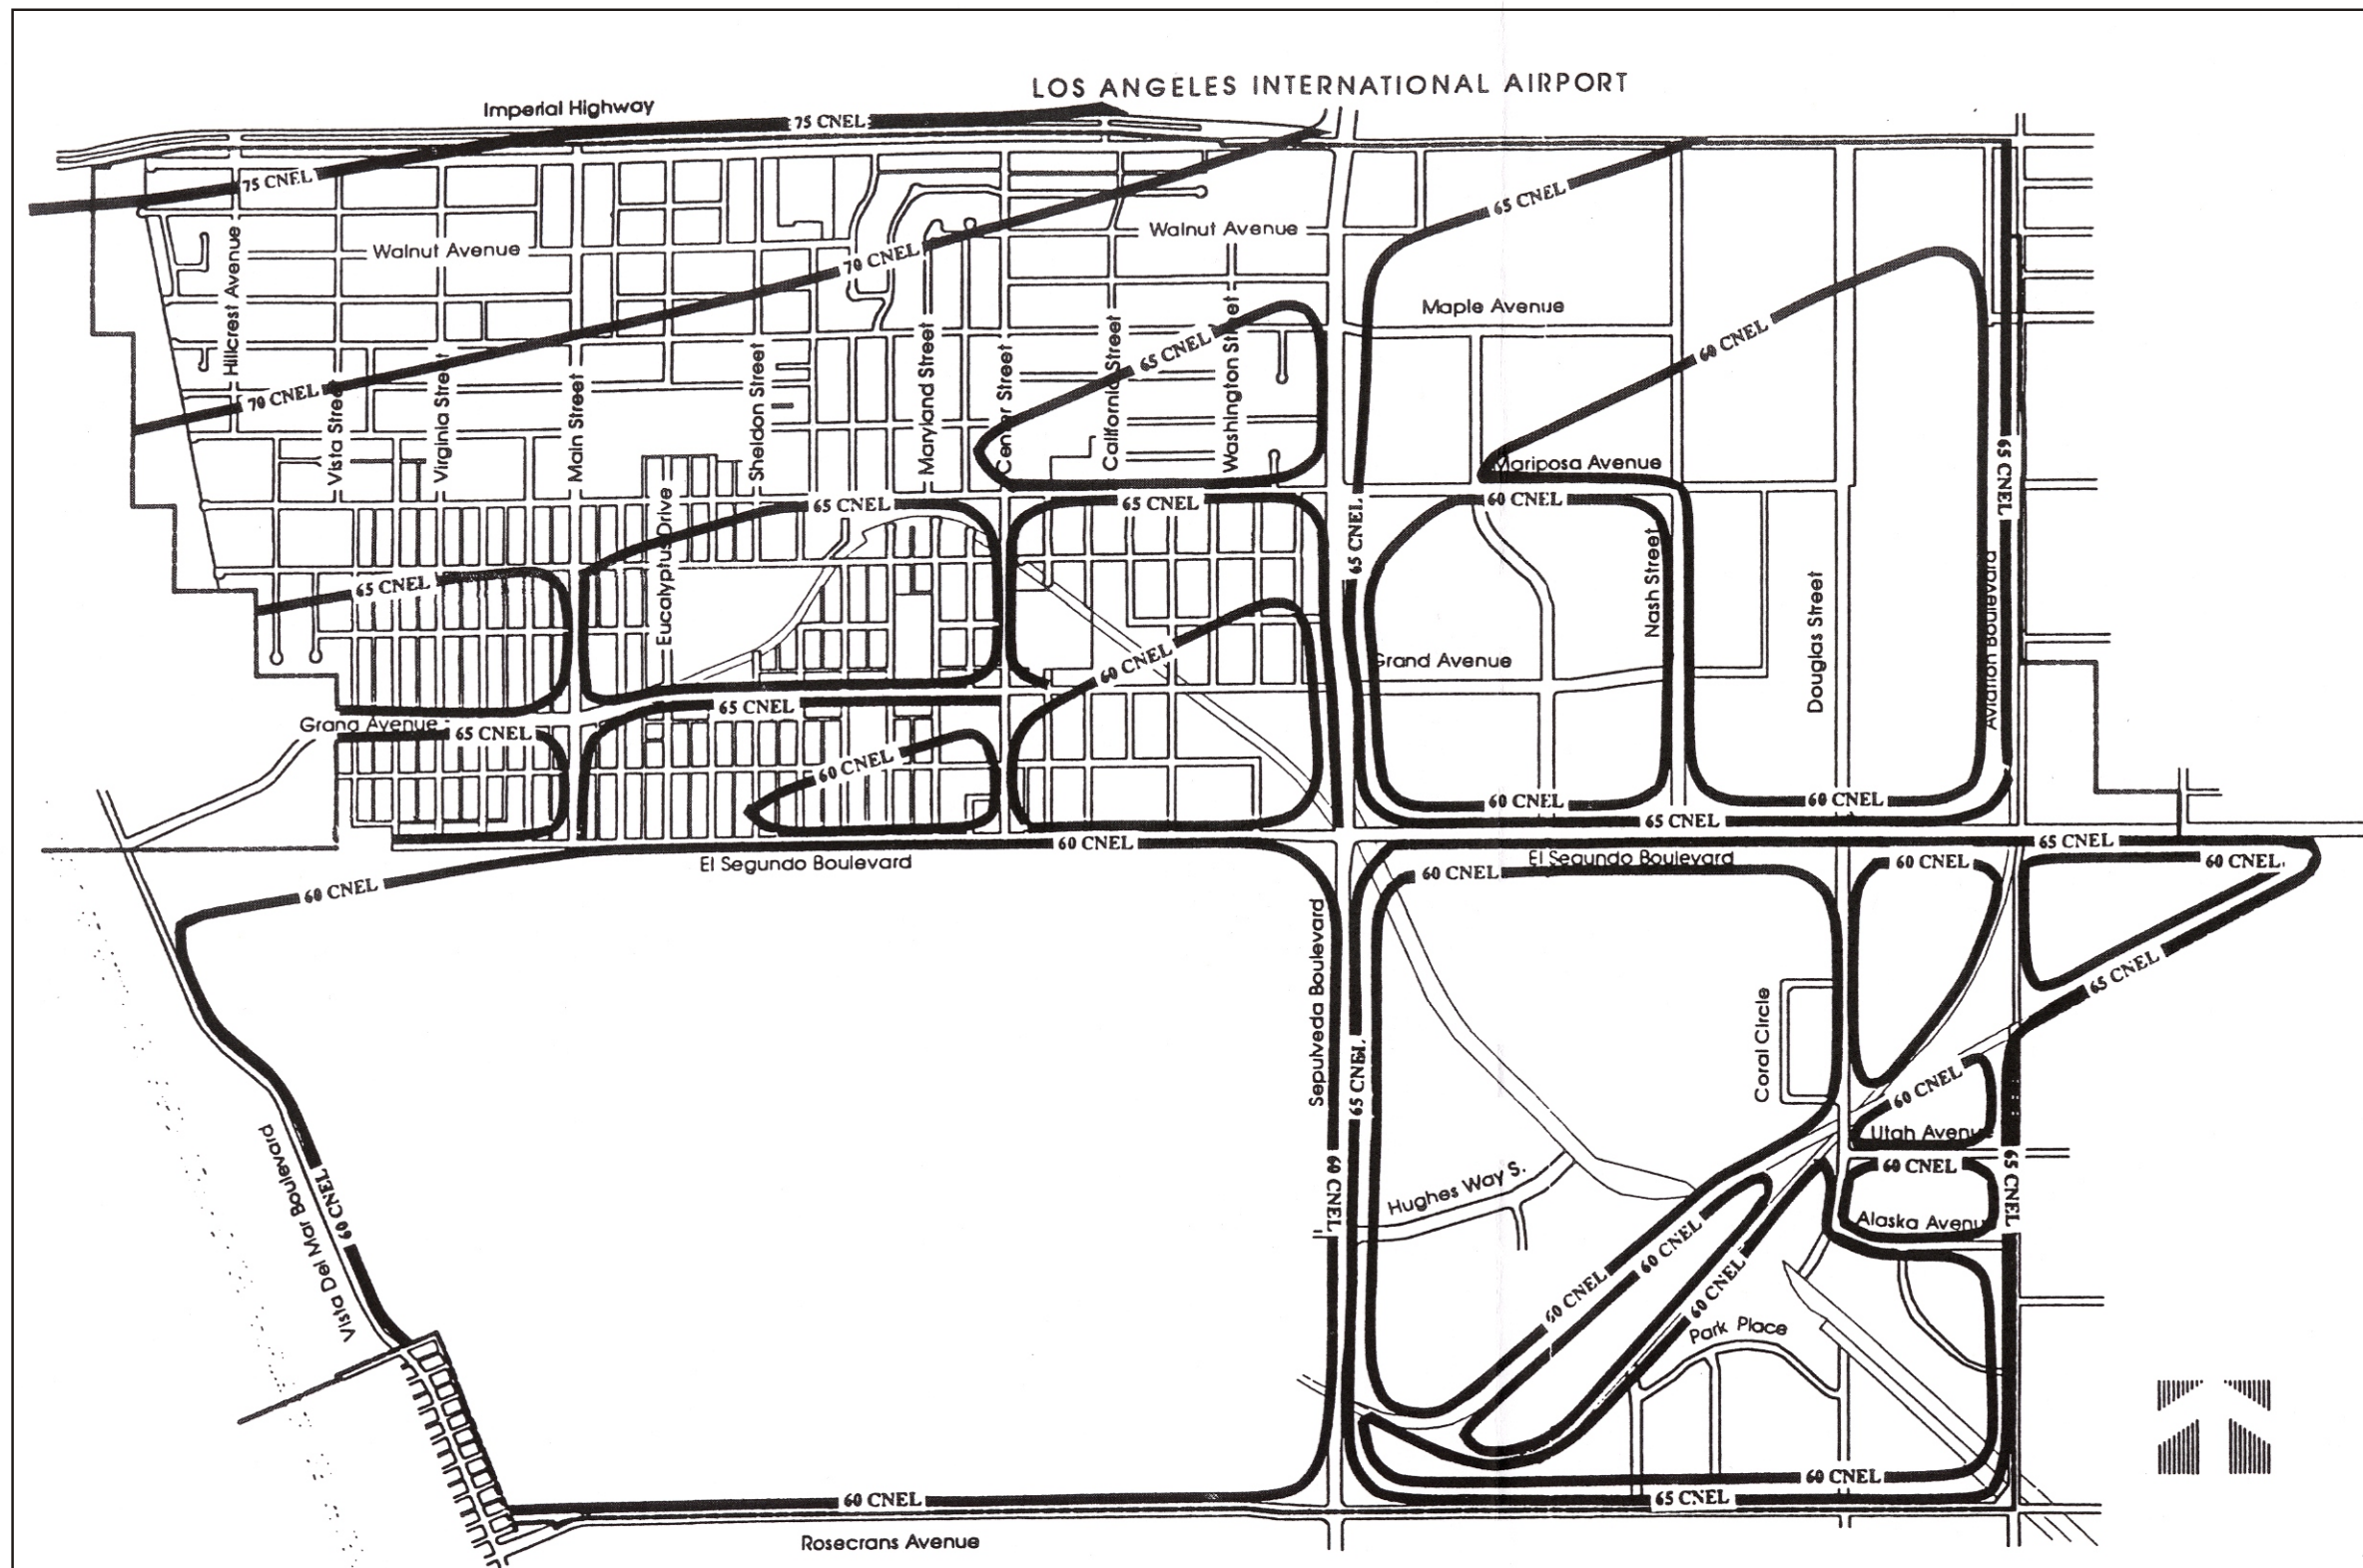 LOS ANGELES INTERNATIONAL AIRPORT
Imperial Highway
75 CNEL
75 CNEL
65 CNEL
Walnut Avenue
Walnut Avenue
70 CNEL
Hillcrest Avenue
Maple Avenue
60 CNEL
65 CNEL
70 CNEL
Vista Street
Virginia Street
Main Street
Sheldon Street
Maryland Street
Center Street
California Street
Washington Street
Mariposa Avenue
65 CNEL
65 CNEL
65 CNEL
60 CNEL
65 CNEL
Eucalyptus Drive
65 CNEL
Nash Street
Douglas Street
Aviation Boulevard
60 CNEL
Grand Avenue
65 CNEL
Grand Avenue
65 CNEL
60 CNEL
60 CNEL
60 CNEL
65 CNEL
60 CNEL
65 CNEL
El Segundo Boulevard
El Segundo Boulevard
60 CNEL
60 CNEL
60 CNEL
60 CNEL
Sepulveda Boulevard
65 CNEL
65 CNEL
Coral Circle
60 CNEL
Utah Avenue
60 CNEL
60 CNEL
65 CNEL
Vista Del Mar Boulevard
60 CNEL
Hughes Way S.
Alaska Avenue
60 CNEL
60 CNEL
60 CNEL
Park Place
60 CNEL
60 CNEL
65 CNEL
Rosecrans Avenue